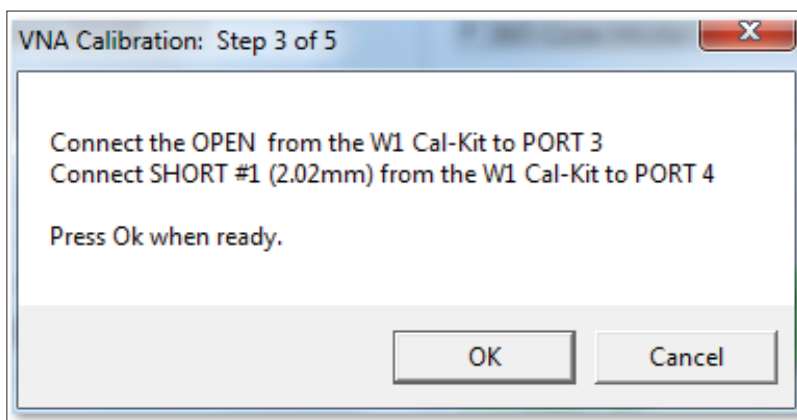 VNA Calibration: Step 3 of 5
Connect the OPEN from the W1 Cal-Kit to PORT 3
Connect SHORT #1 (2.02mm) from the W1 Cal-Kit to PORT 4
Press Ok when ready.
OK
Cancel